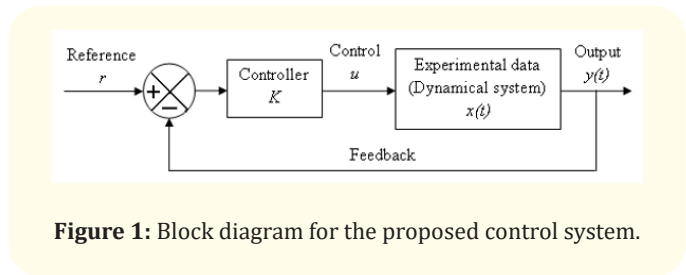 Reference
r
+
−
Controller
K
Control
u
Experimental data
(Dynamical system)
x(t)
Output
y(t)
Feedback
Figure 1: Block diagram for the proposed control system.